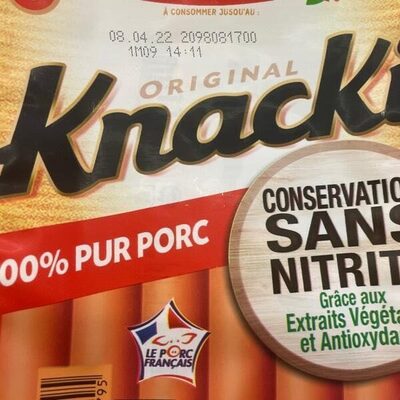 À CONSOMMER JUSQU'AU :
08.04.22 2098081700
1M09 14:11
ORIGINAL
Knacki
CONSERVATIO
SANS
NITRIT
Grâce aux
Extraits Végéta
et Antioxyda
00% PUR PORC
LE PORC
FRANÇAIS
95